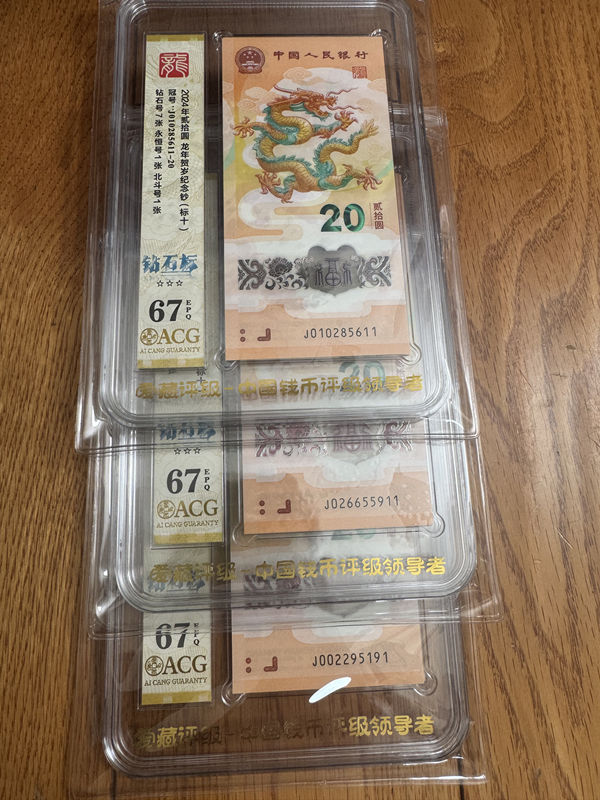 龍
2024年贰拾圆 龙年贺岁纪念钞(标十)
冠号:J010285611-20
钻石号7张 永恒号1张 北斗号1张
钻石标
☆☆☆
67 EPQ
ACG
AI CANG GUARANTY
中国人民银行
龍
20 贰拾圆
福
J010285611
爱藏评级-中国钱币评级领导者
标十
20
☆☆☆
67 EPQ
ACG
AI CANG GUARANTY
福
J026655911
爱藏评级-中国钱币评级领导者
67 EPQ
ACG
AI CANG GUARANTY
J002295191
爱藏评级-中国钱币评级领导者